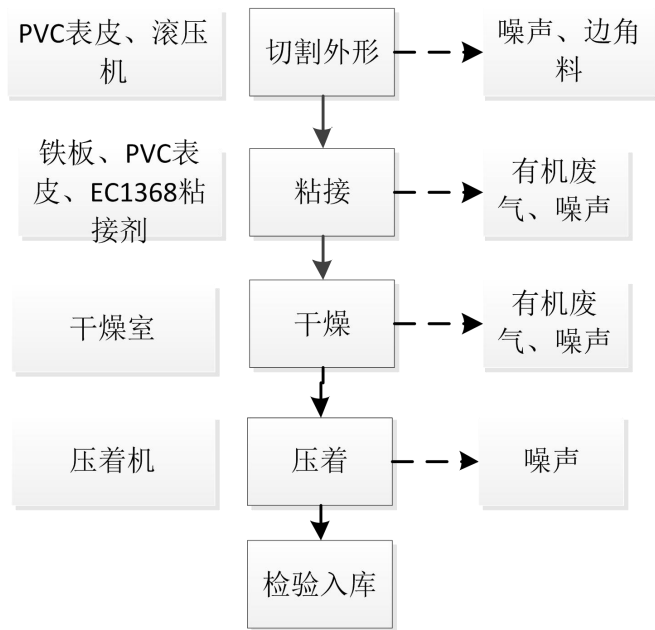 PVC表皮、滚压
机
切割外形
噪声、边角
料
铁板、PVC表
皮、EC1368粘
接剂
粘接
有机废
气、噪声
干燥室
干燥
有机废
气、噪声
压着机
压着
噪声
检验入库